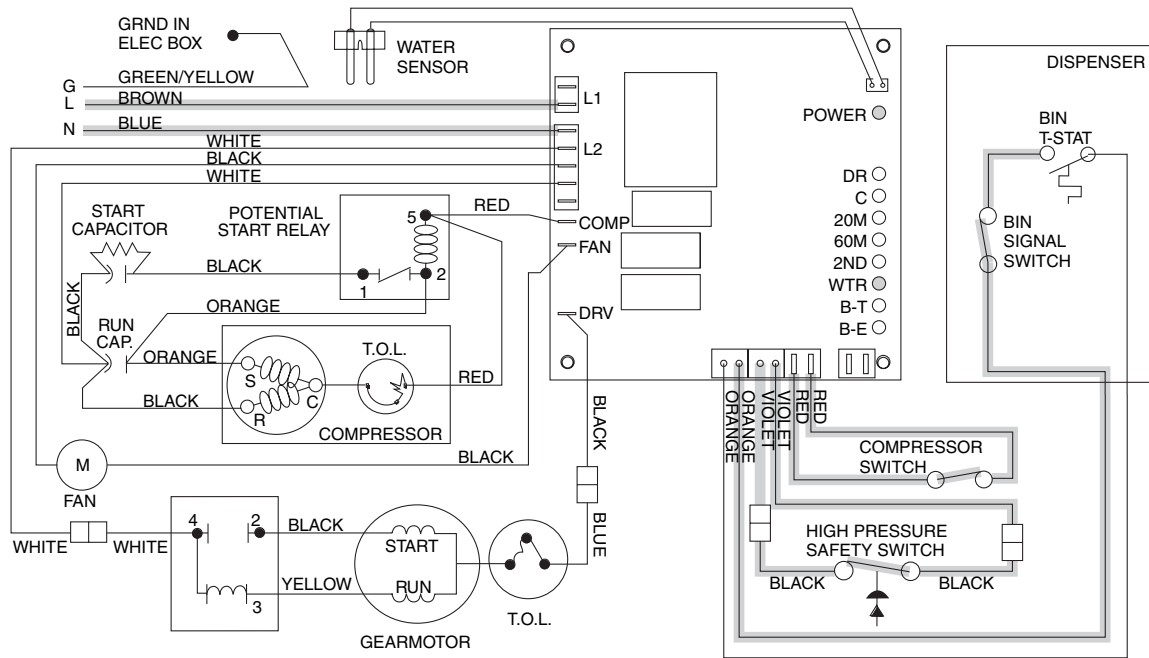 GRND IN
ELEC BOX
WATER
SENSOR
DISPENSER
G
GREEN/YELLOW
L
BROWN
L1
POWER
N
BLUE
BIN
T-STAT
WHITE
L2
BLACK
WHITE
DR
C
START
CAPACITOR
POTENTIAL
START RELAY
5
RED
COMP
20M
BIN
SIGNAL
SWITCH
FAN
60M
BLACK
1
2
2ND
WTR
ORANGE
DRV
B-T
BLACK
RUN
CAP.
B-E
ORANGE
T.O.L.
S
C
RED
BLACK
R
COMPRESSOR
ORANGE
ORANGE
VIOLET
VIOLET
RED
RED
BLACK
COMPRESSOR
SWITCH
M
BLACK
FAN
4
2
BLACK
START
BLUE
HIGH PRESSURE
SAFETY SWITCH
WHITE
WHITE
YELLOW
RUN
BLACK
BLACK
3
T.O.L.
GEARMOTOR